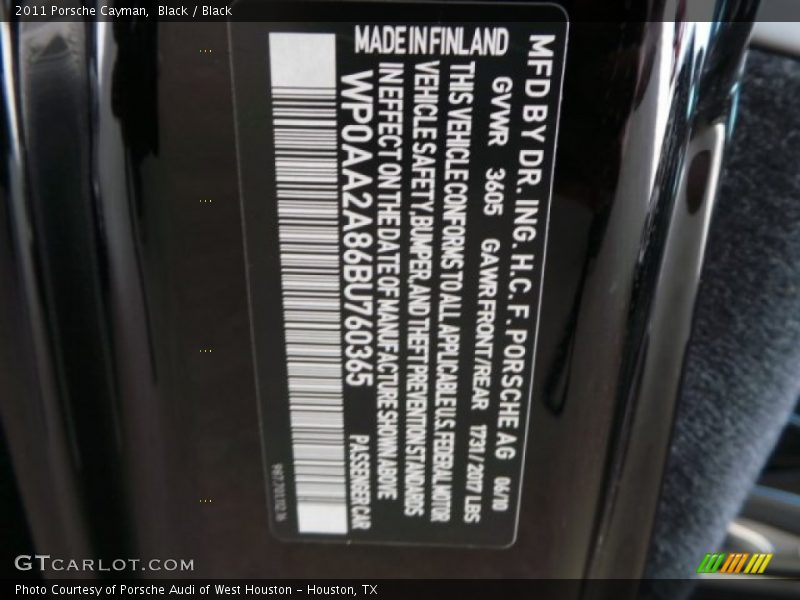 2011 Porsche Cayman, Black / Black
MFD BY DR. ING. H.C. F. PORSCHE AG 06/10
GVWR 3605 GAWR FRONT/REAR 1731/2017 LBS
THIS VEHICLE CONFORMS TO ALL APPLICABLE U.S. FEDERAL MOTOR
VEHICLE SAFETY, BUMPER, AND THEFT PREVENTION STANDARDS
IN EFFECT ON THE DATE OF MANUFACTURE SHOWN ABOVE
WP0AA2A86BU760365 PASSENGER CAR
MADE IN FINLAND
GTCARLOT.COM
Photo Courtesy of Porsche Audi of West Houston - Houston, TX